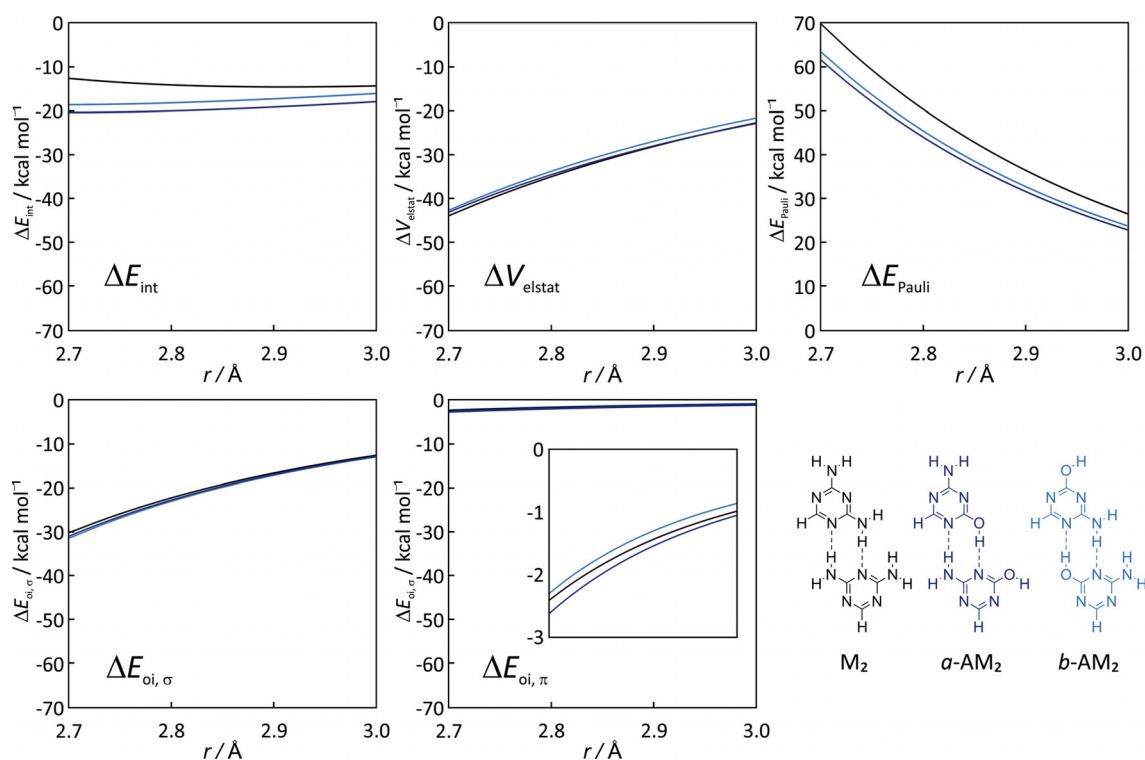 0
-10
-20
-30
-40
-50
-60
-70
ΔE_int / kcal mol⁻¹
ΔE_int
2.7 2.8 2.9 3.0
r / Å
0
-10
-20
-30
-40
-50
-60
-70
ΔV_elstat / kcal mol⁻¹
ΔV_elstat
2.7 2.8 2.9 3.0
r / Å
70
60
50
40
30
20
10
0
ΔE_Pauli / kcal mol⁻¹
ΔE_Pauli
2.7 2.8 2.9 3.0
r / Å
0
-10
-20
-30
-40
-50
-60
-70
ΔE_oi, σ / kcal mol⁻¹
ΔE_oi, σ
2.7 2.8 2.9 3.0
r / Å
0
-10
-20
-30
-40
-50
-60
-70
ΔE_oi, σ / kcal mol⁻¹
0
-1
-2
-3
ΔE_oi, π
2.7 2.8 2.9 3.0
r / Å
H N H
N N
H N N H
H H
H N N N H
H N N H
H
M₂
H N H
N N
H N O
H H
H N N O H
H N N
H
a-AM₂
O H
N N
H N N H
H H
O N N H
N N H
H
b-AM₂